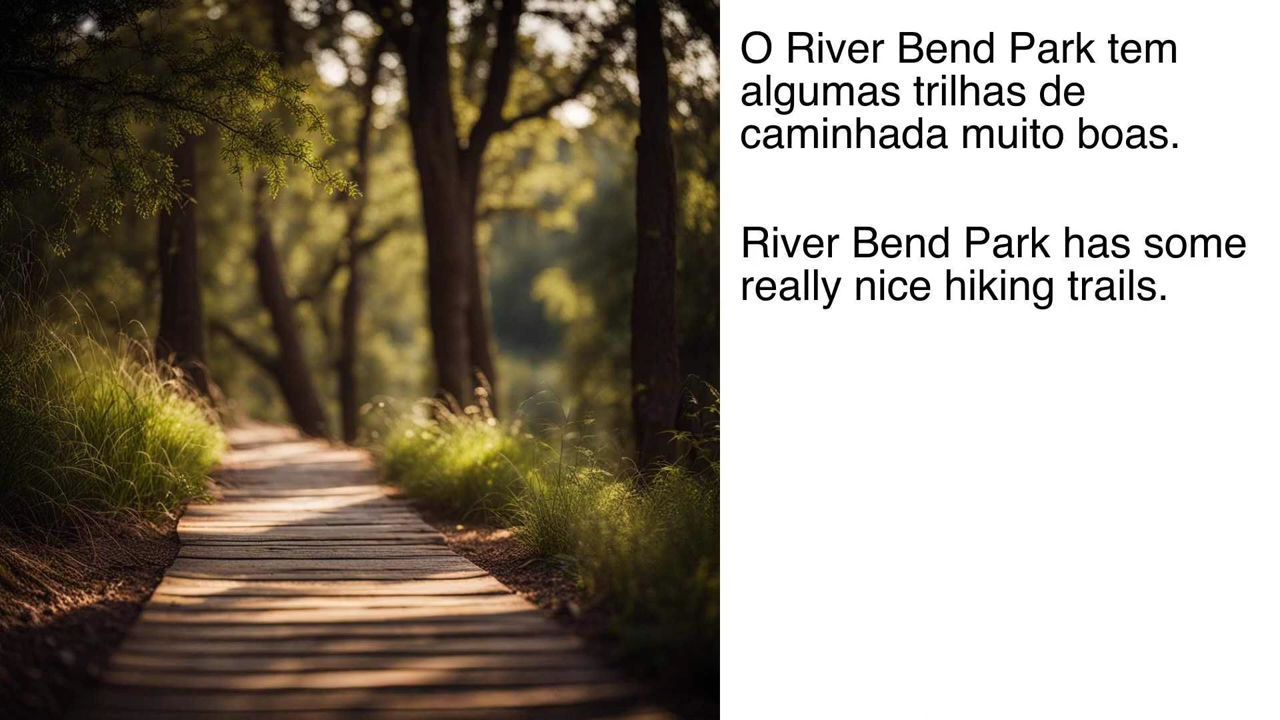 O River Bend Park tem
algumas trilhas de
caminhada muito boas.
River Bend Park has some
really nice hiking trails.